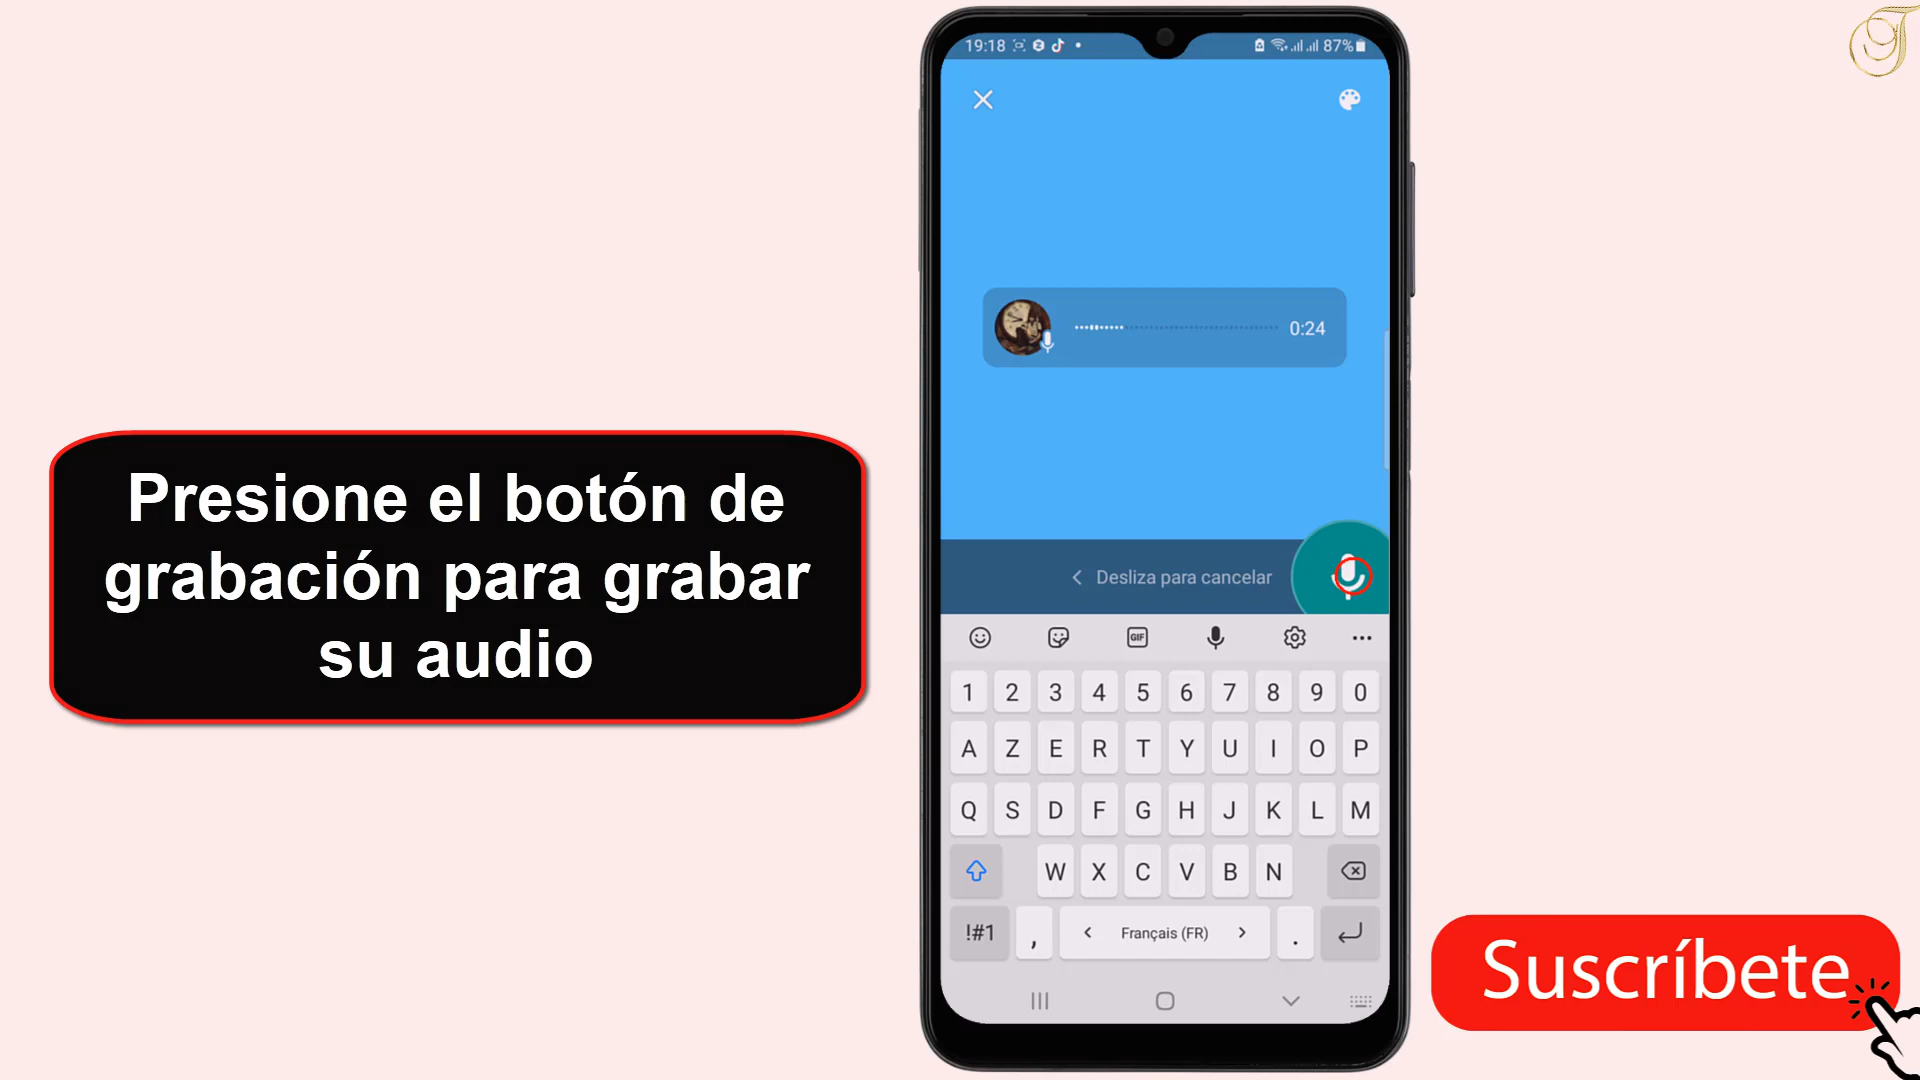 19:18
87%
0:24
Presione el botón de
grabación para grabar
su audio
Desliza para cancelar
GIF
1 2 3 4 5 6 7 8 9 0
A Z E R T Y U I O P
Q S D F G H J K L M
W X C V B N
!#1 , Français (FR) .
Suscríbete